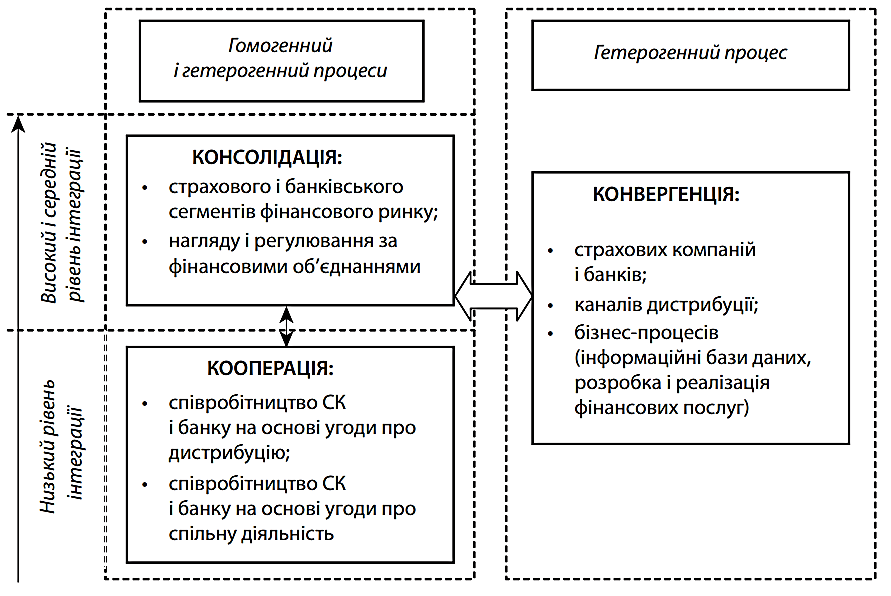 Гомогенний
і гетерогенний процеси
Гетерогенний процес
Високий і середній
рівень інтеграції
КОНСОЛІДАЦІЯ:
• страхового і банківського
сегментів фінансового ринку;
• нагляду і регулювання за
фінансовими об’єднаннями
КОНВЕРГЕНЦІЯ:
• страхових компаній
і банків;
• каналів дистрибуції;
• бізнес-процесів
(інформаційні бази даних,
розробка і реалізація
фінансових послуг)
Низький рівень
інтеграції
КООПЕРАЦІЯ:
• співробітництво СК
і банку на основі угоди про
дистрибуцію;
• співробітництво СК
і банку на основі угоди про
спільну діяльність